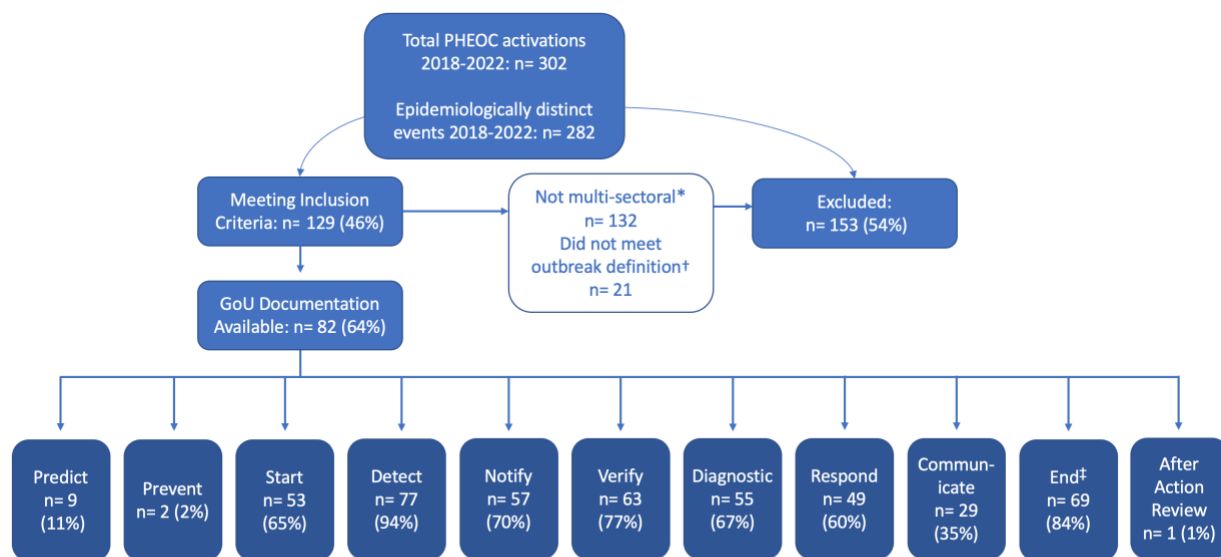 Total PHEOC activations
2018-2022: n= 302
Epidemiologically distinct
events 2018-2022: n= 282
Meeting Inclusion
Criteria: n= 129 (46%)
Not multi-sectoral*
n= 132
Did not meet
outbreak definition†
n= 21
Excluded:
n= 153 (54%)
GoU Documentation
Available: n= 82 (64%)
Predict
n= 9
(11%)
Prevent
n= 2 (2%)
Start
n= 53
(65%)
Detect
n= 77
(94%)
Notify
n= 57
(70%)
Verify
n= 63
(77%)
Diagnostic
n= 55
(67%)
Respond
n= 49
(60%)
Commun-
icate
n= 29
(35%)
End‡
n= 69
(84%)
After
Action
Review
n= 1 (1%)